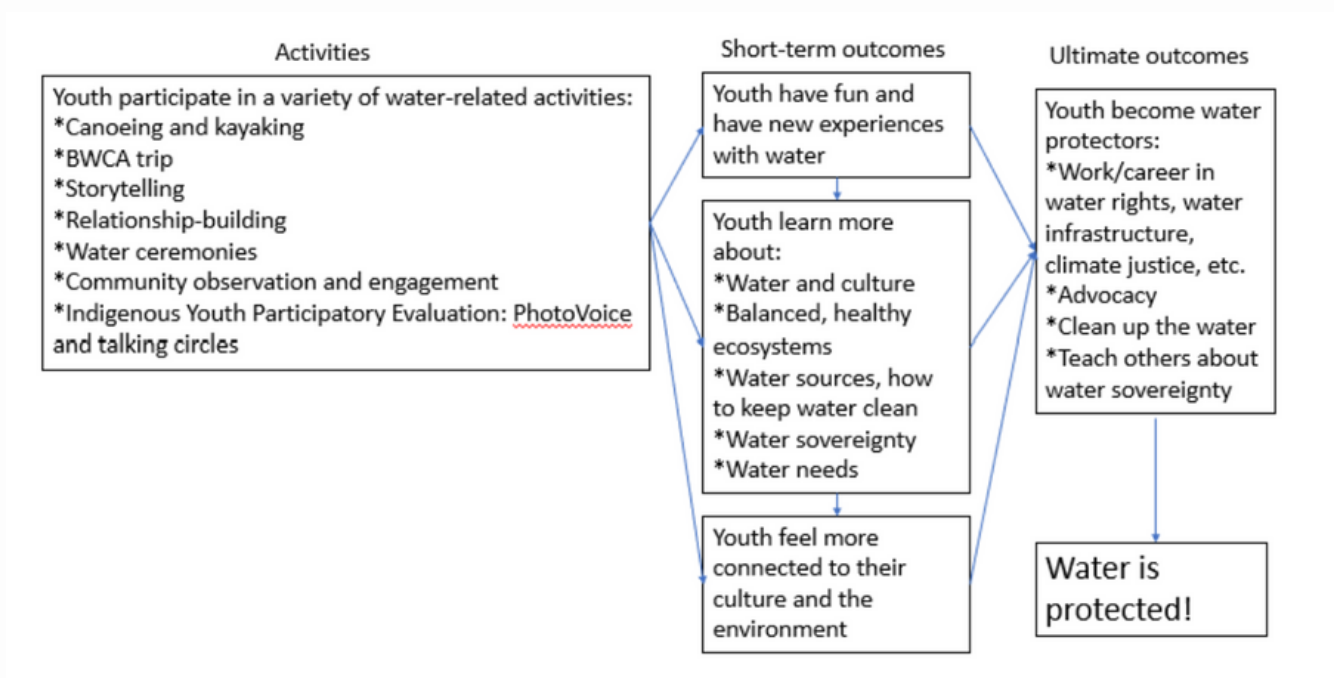 Activities
Youth participate in a variety of water-related activities:
*Canoeing and kayaking
*BWCA trip
*Storytelling
*Relationship-building
*Water ceremonies
*Community observation and engagement
*Indigenous Youth Participatory Evaluation: PhotoVoice
and talking circles
Short-term outcomes
Youth have fun and
have new experiences
with water
Youth learn more
about:
*Water and culture
*Balanced, healthy
ecosystems
*Water sources, how
to keep water clean
*Water sovereignty
*Water needs
Youth feel more
connected to their
culture and the
environment
Ultimate outcomes
Youth become water
protectors:
*Work/career in
water rights, water
infrastructure,
climate justice, etc.
*Advocacy
*Clean up the water
*Teach others about
water sovereignty
Water is
protected!